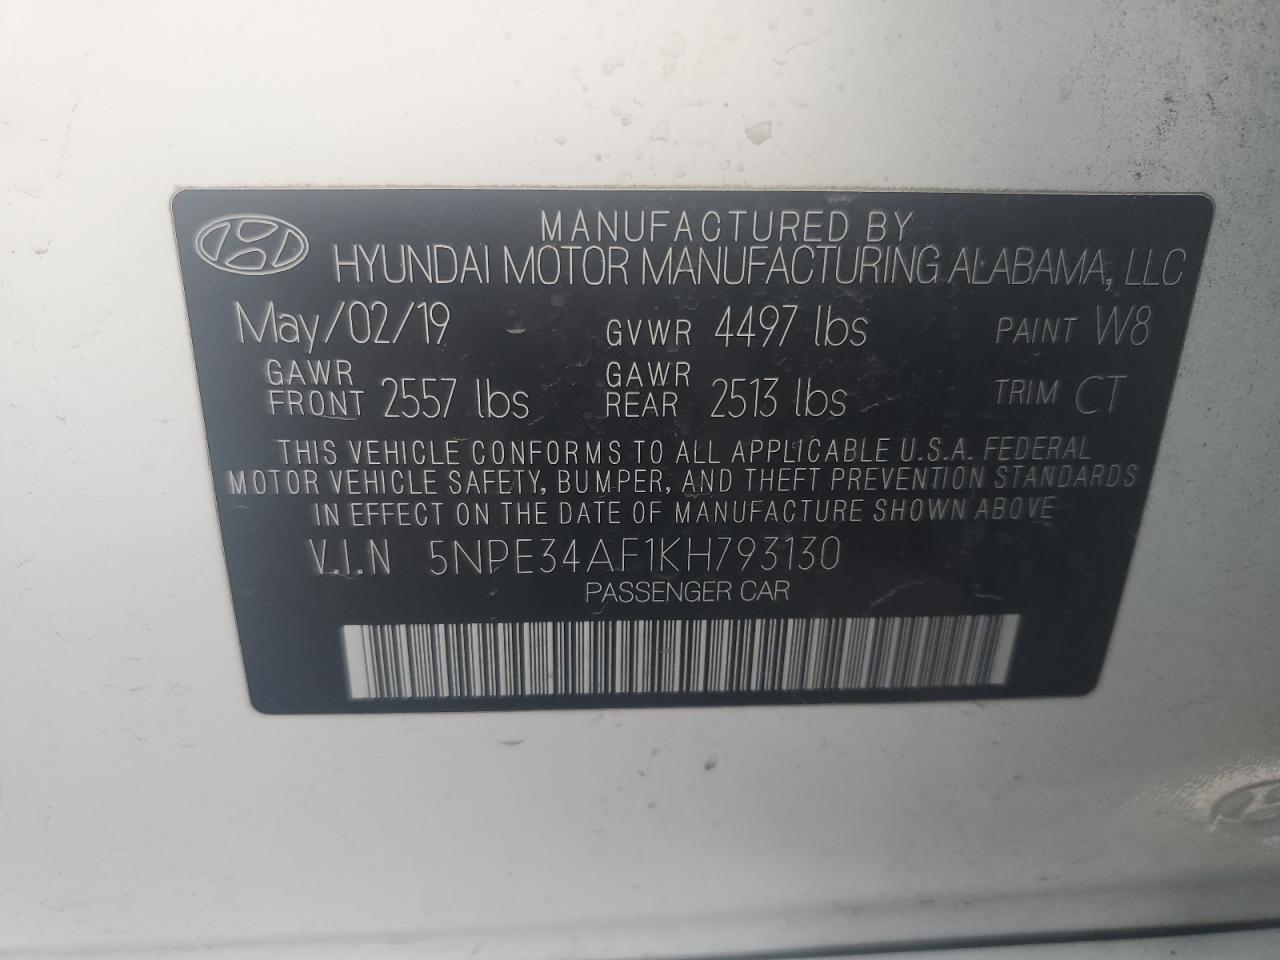 MANUFACTURED BY
HYUNDAI MOTOR MANUFACTURING ALABAMA, LLC
May/02/19 GVWR 4497 lbs PAINT W8
GAWR FRONT 2557 lbs GAWR REAR 2513 lbs TRIM CT
THIS VEHICLE CONFORMS TO ALL APPLICABLE U.S.A. FEDERAL
MOTOR VEHICLE SAFETY, BUMPER, AND THEFT PREVENTION STANDARDS
IN EFFECT ON THE DATE OF MANUFACTURE SHOWN ABOVE
V.I.N 5NPE34AF1KH793130
PASSENGER CAR